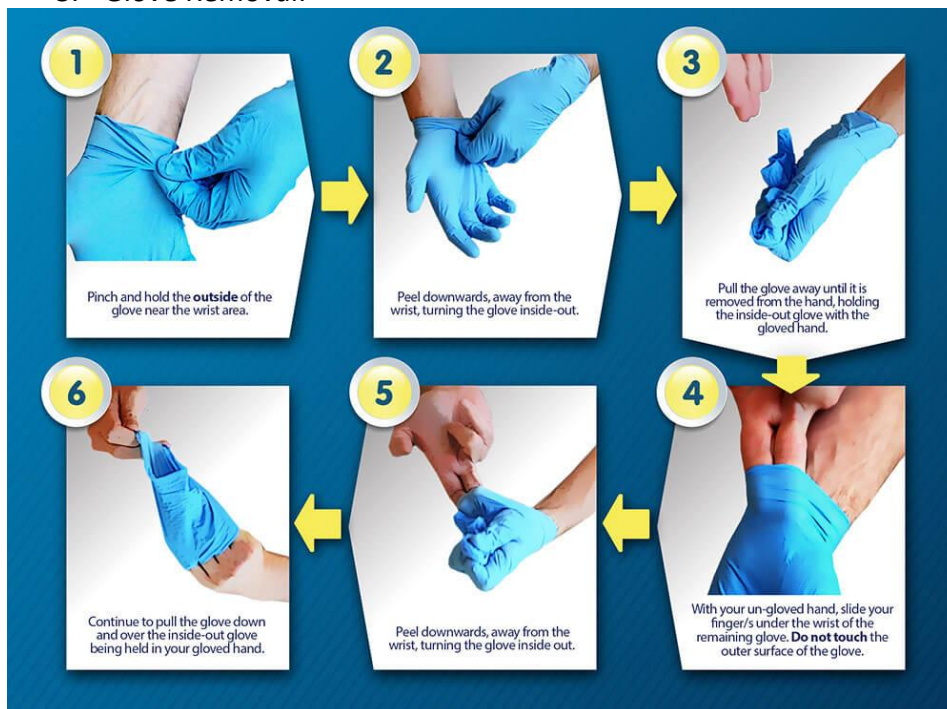 Glove Removal:
1
Pinch and hold the outside of the
glove near the wrist area.
2
Peel downwards, away from the
wrist, turning the glove inside-out.
3
Pull the glove away until it is
removed from the hand, holding
the inside-out glove with the
gloved hand.
4
With your un-gloved hand, slide your
finger/s under the wrist of the
remaining glove. Do not touch the
outer surface of the glove.
5
Peel downwards, away from the
wrist, turning the glove inside out.
6
Continue to pull the glove down
and over the inside-out glove
being held in your gloved hand.